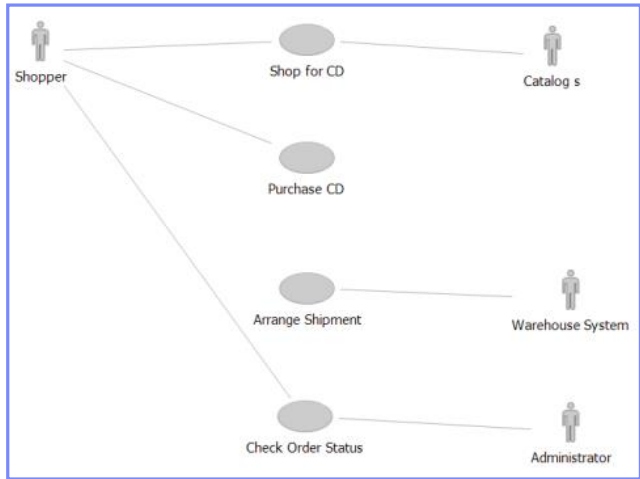 Shopper
Shop for CD
Catalog s
Purchase CD
Arrange Shipment
Warehouse System
Check Order Status
Administrator